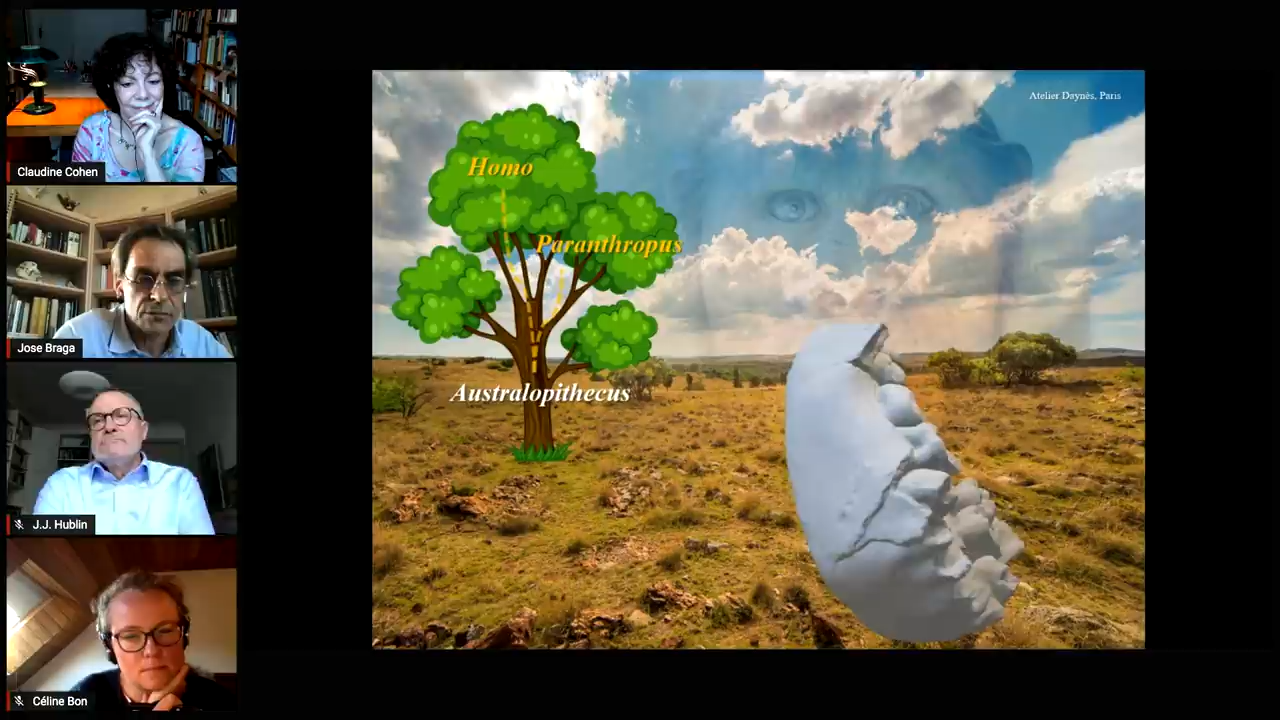 Claudine Cohen
Jose Braga
J.J. Hublin
Céline Bon
Atelier Daynès, Paris
Homo
Paranthropus
Australopithecus